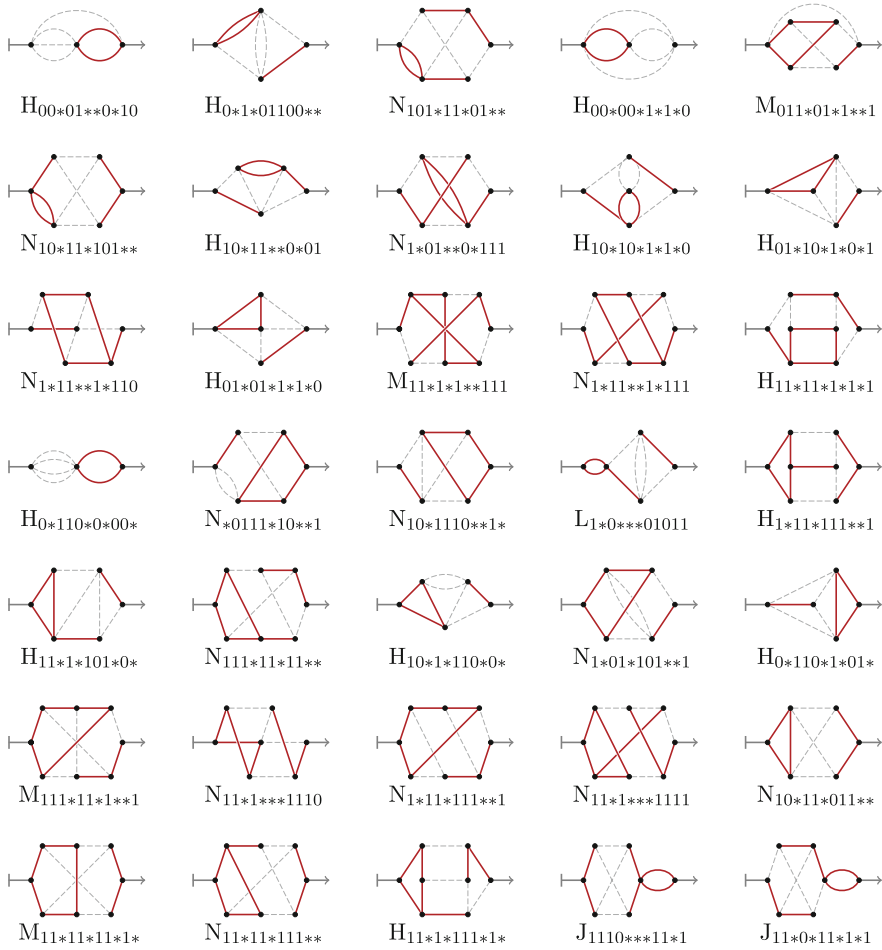 H₀₀∗₀₁∗∗₀∗₁₀ H₀∗₁∗₀₁₁₀₀∗∗ N₁₀₁∗₁₁∗₀₁∗∗ H₀₀∗₀₀∗₁∗₁∗₀ M₀₁₁∗₀₁∗₁∗∗₁
N₁₀∗₁₁∗₁₀₁∗∗ H₁₀∗₁₁∗∗₀∗₀₁ N₁∗₀₁∗∗₀∗₁₁₁ H₁₀∗₁₀∗₁∗₁∗₀ H₀₁∗₁₀∗₁∗₀∗₁
N₁∗₁₁∗∗₁∗₁₁₀ H₀₁∗₀₁∗₁∗₁∗₀ M₁₁∗₁∗₁∗∗₁₁₁ N₁∗₁₁∗∗₁∗₁₁₁ H₁₁∗₁₁∗₁∗₁∗₁
H₀∗₁₁₀∗₀∗₀₀∗ N∗₀₁₁₁∗₁₀∗∗₁ N₁₀∗₁₁₁₀∗∗₁∗ L₁∗₀∗∗∗₀₁₀₁₁ H₁∗₁₁∗₁₁₁∗∗₁
H₁₁∗₁∗₁₀₁∗₀∗ N₁₁₁∗₁₁∗₁₁∗∗ H₁₀∗₁∗₁₁₀∗₀∗ N₁∗₀₁∗₁₀₁∗∗₁ H₀∗₁₁₀∗₁∗₀₁∗
M₁₁₁∗₁₁∗₁∗∗₁ N₁₁∗₁∗∗∗₁₁₁₀ N₁∗₁₁∗₁₁₁∗∗₁ N₁₁∗₁∗∗∗₁₁₁₁ N₁₀∗₁₁∗₀₁₁∗∗
M₁₁∗₁₁∗₁₁∗₁∗ N₁₁∗₁₁∗₁₁₁∗∗ H₁₁∗₁∗₁₁₁∗₁∗ J₁₁₁₀∗∗∗₁₁∗₁ J₁₁∗₀∗₁₁∗₁∗₁